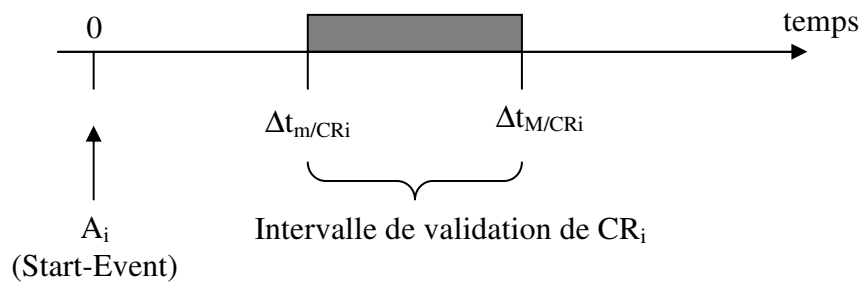 0
temps
Δt_m/CRi
Δt_M/CRi
A_i
(Start-Event)
Intervalle de validation de CR_i